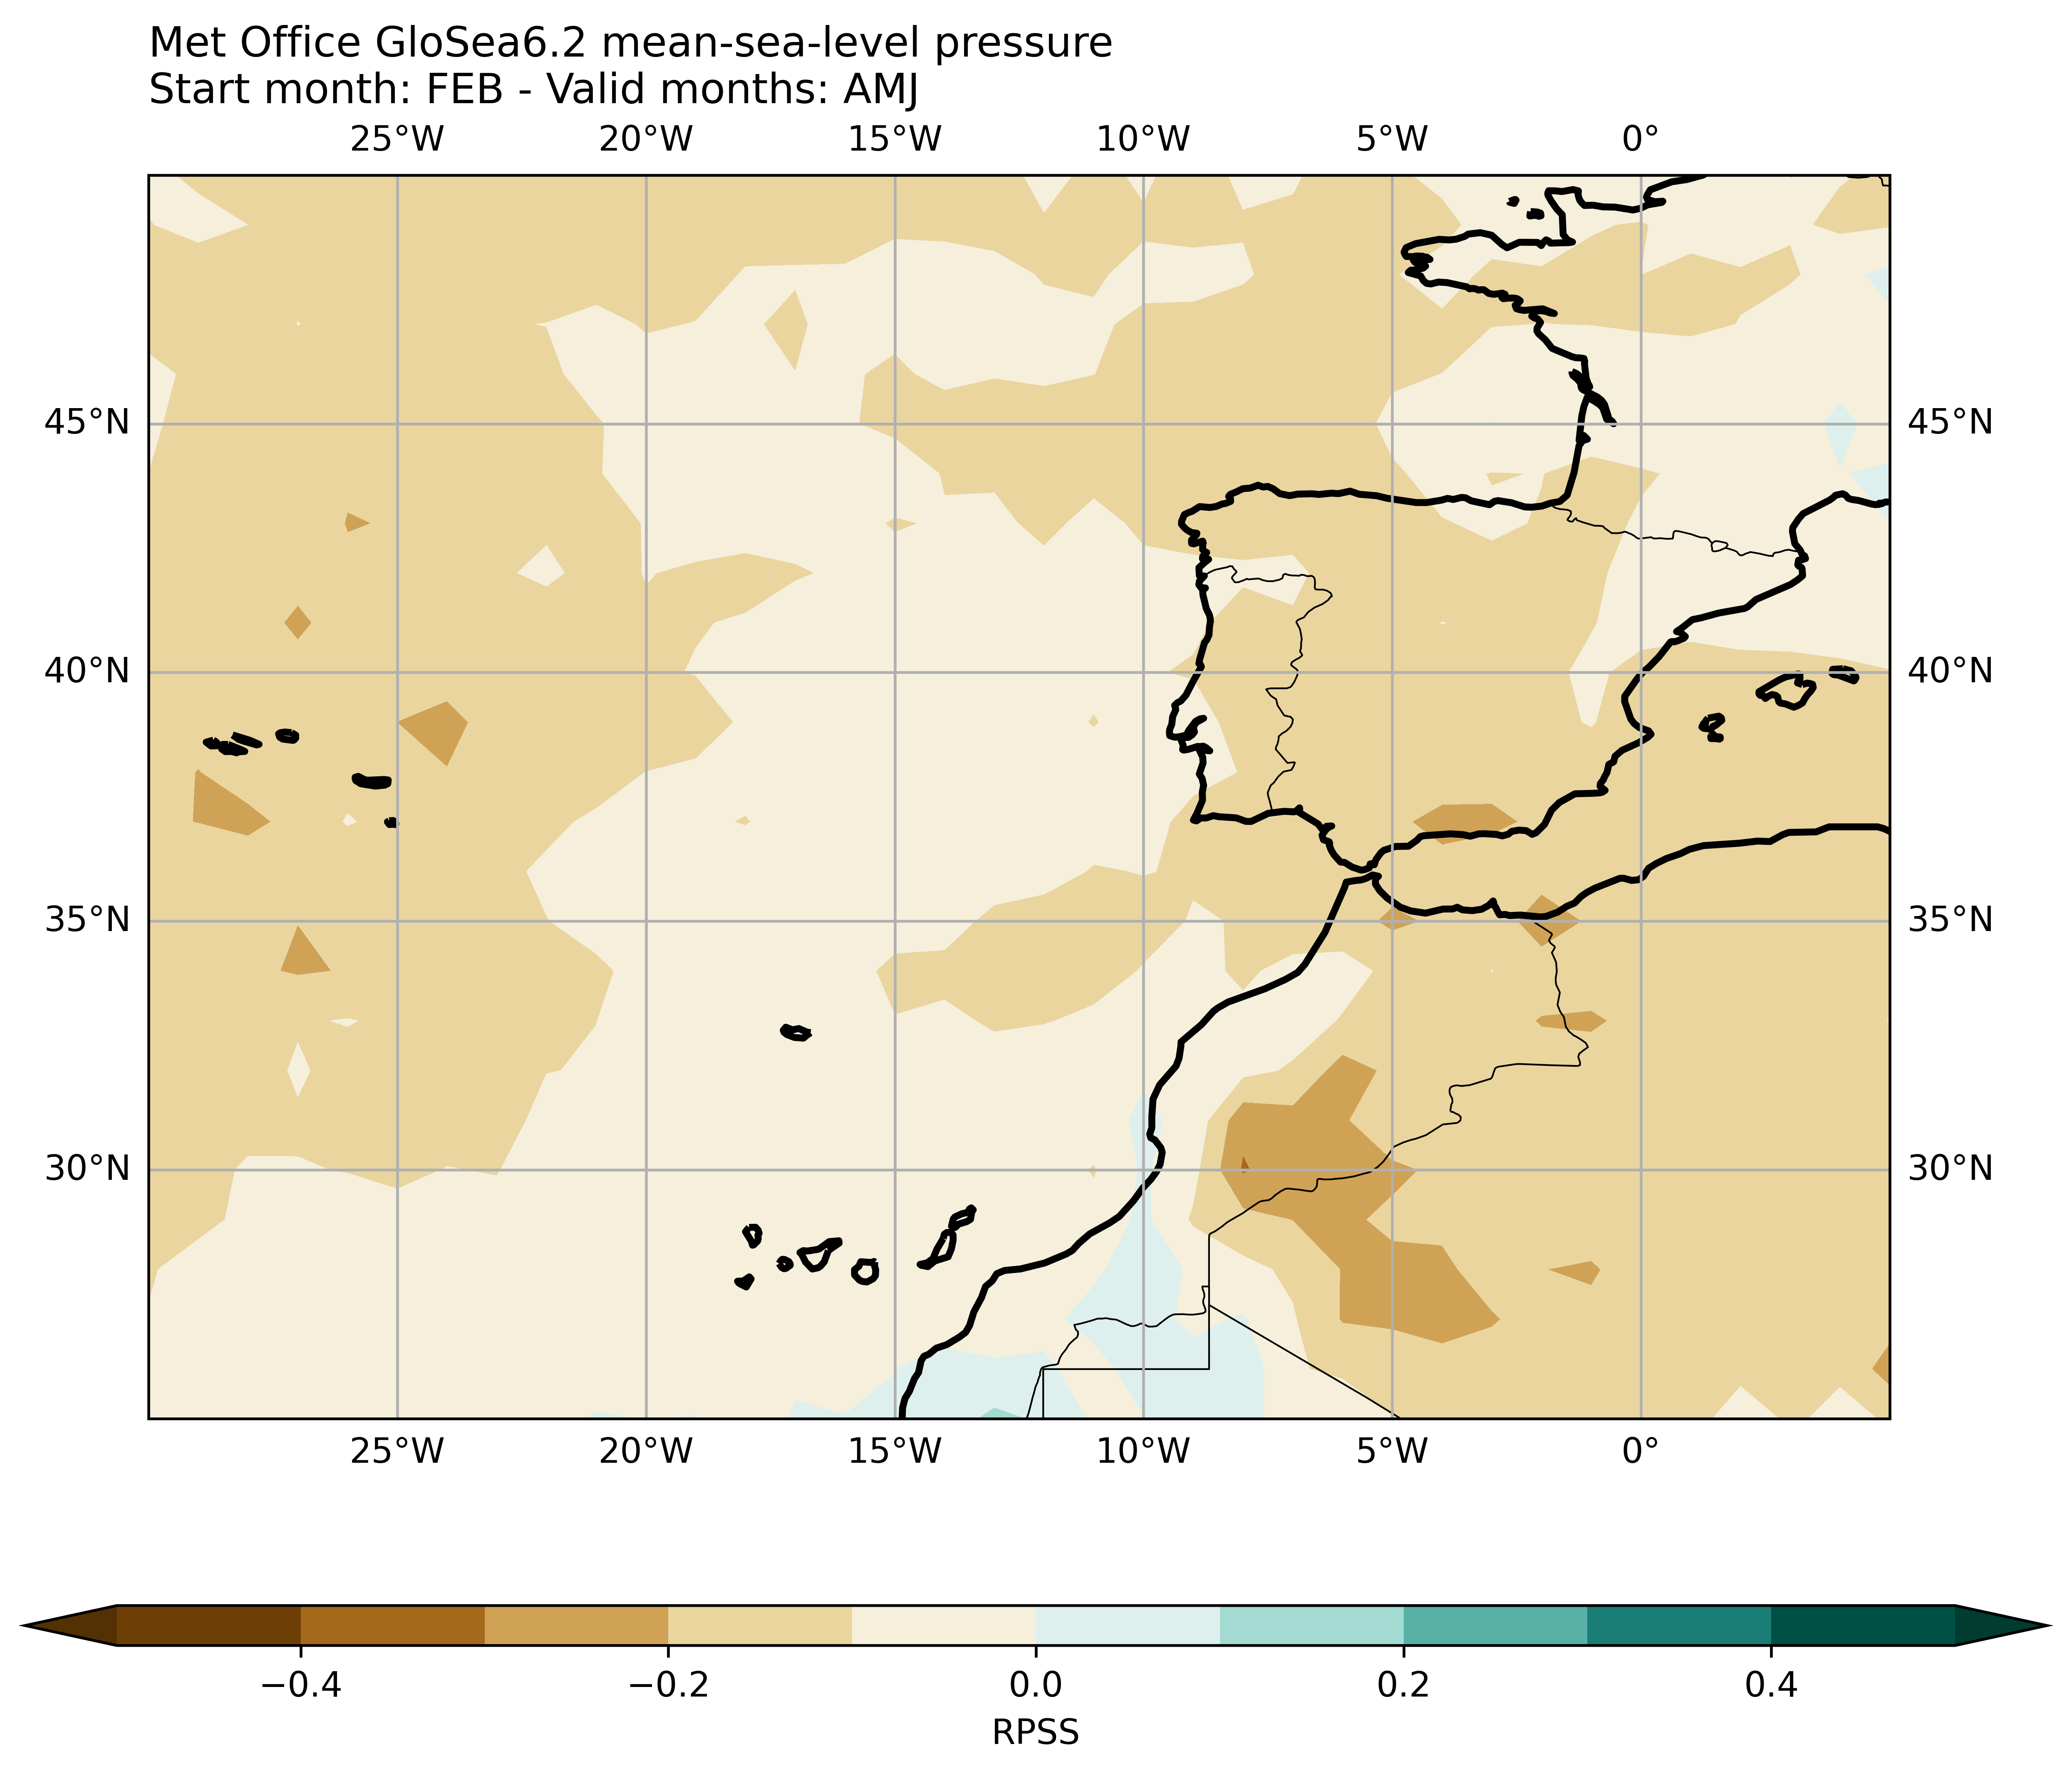 Met Office GloSea6.2 mean-sea-level pressure
Start month: FEB - Valid months: AMJ
25°W 20°W 15°W 10°W 5°W 0°
45°N 45°N
40°N 40°N
35°N 35°N
30°N 30°N
25°W 20°W 15°W 10°W 5°W 0°
−0.4 −0.2 0.0 0.2 0.4
RPSS